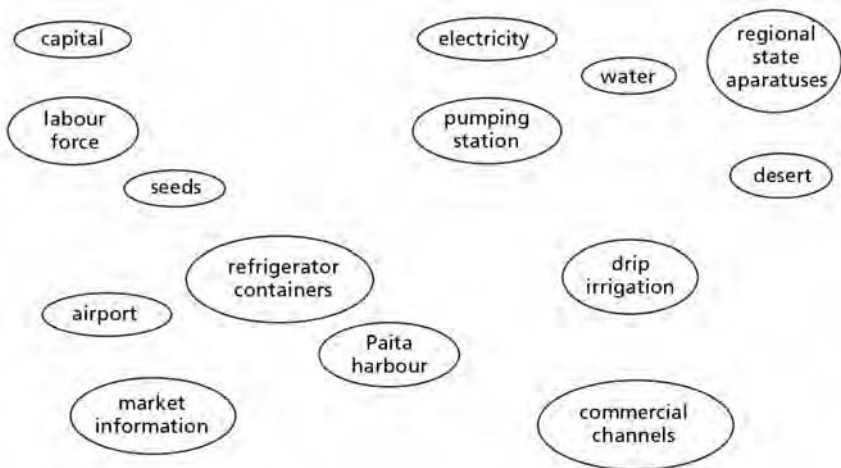 capital
electricity
regional
state
aparatuses
water
labour
force
pumping
station
seeds
desert
refrigerator
containers
drip
irrigation
airport
Paita
harbour
market
information
commercial
channels